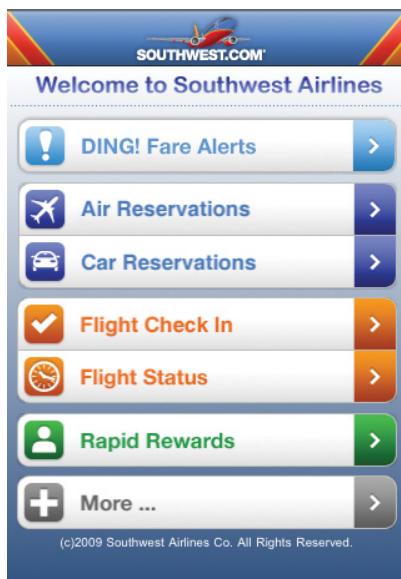 SOUTHWEST.COM®
Welcome to Southwest Airlines
DING! Fare Alerts
Air Reservations
Car Reservations
Flight Check In
Flight Status
Rapid Rewards
More ...
(c)2009 Southwest Airlines Co. All Rights Reserved.